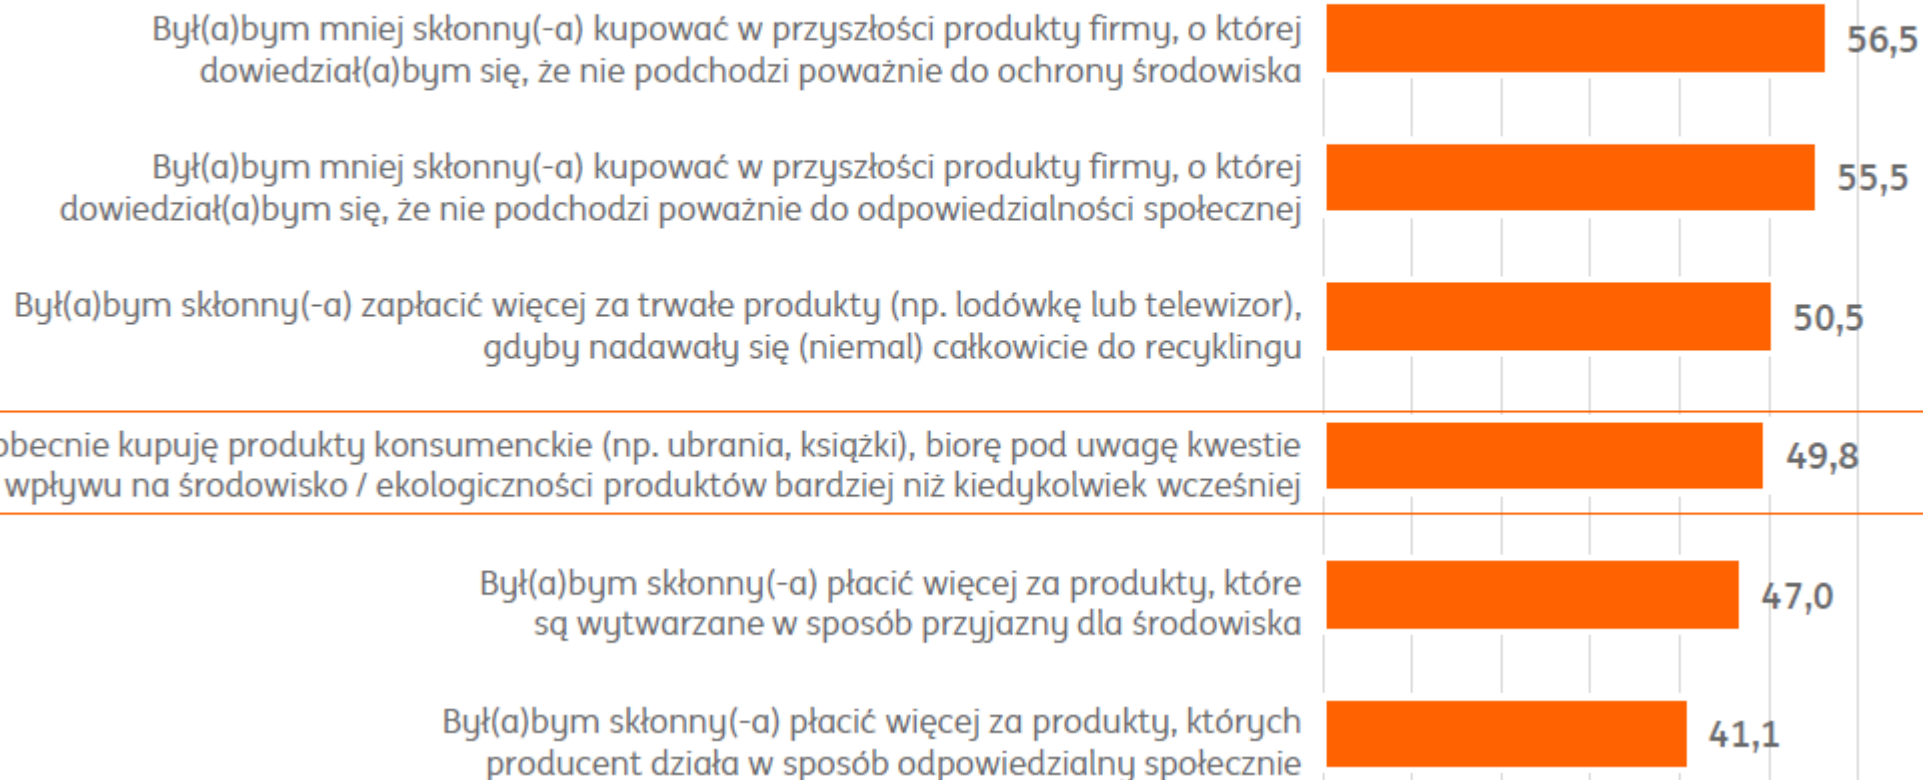 Był(a)bym mniej skłonny(-a) kupować w przyszłości produkty firmy, o której
dowiedział(a)bym się, że nie podchodzi poważnie do ochrony środowiska
56,5
Był(a)bym mniej skłonny(-a) kupować w przyszłości produkty firmy, o której
dowiedział(a)bym się, że nie podchodzi poważnie do odpowiedzialności społecznej
55,5
Był(a)bym skłonny(-a) zapłacić więcej za trwałe produkty (np. lodówkę lub telewizor),
gdyby nadawały się (niemal) całkowicie do recyklingu
50,5
obecnie kupuję produkty konsumenckie (np. ubrania, książki), biorę pod uwagę kwestie
wpływu na środowisko / ekologiczności produktów bardziej niż kiedykolwiek wcześniej
49,8
Był(a)bym skłonny(-a) płacić więcej za produkty, które
są wytwarzane w sposób przyjazny dla środowiska
47,0
Był(a)bym skłonny(-a) płacić więcej za produkty, których
producent działa w sposób odpowiedzialny społecznie
41,1